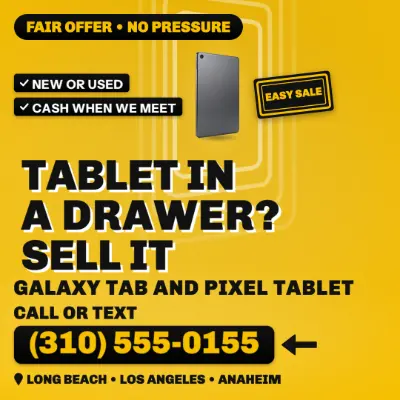 FAIR OFFER • NO PRESSURE
NEW OR USED
CASH WHEN WE MEET
EASY SALE
TABLET IN
A DRAWER?
SELL IT
GALAXY TAB AND PIXEL TABLET
CALL OR TEXT
(310) 555-0155
LONG BEACH • LOS ANGELES • ANAHEIM